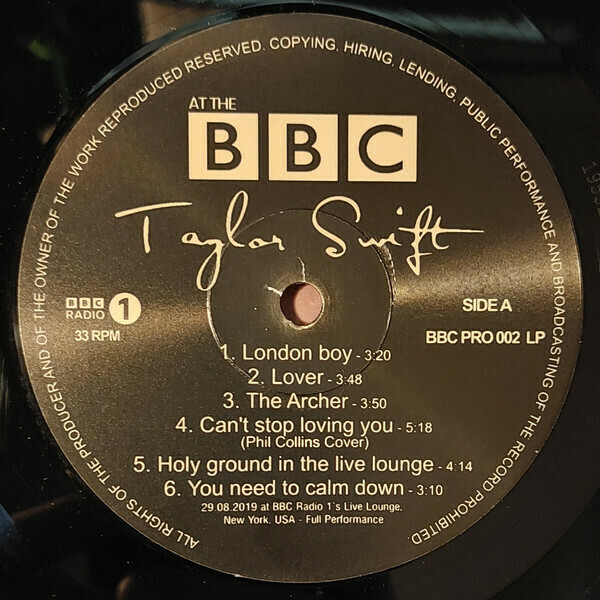 ALL RIGHTS OF THE PRODUCER AND OF THE OWNER OF THE WORK REPRODUCED RESERVED. COPYING, HIRING, LENDING, PUBLIC PERFORMANCE AND BROADCASTING OF THE RECORD PROHIBITED
AT THE
BBC
Taylor Swift
BBC
RADIO 1
33 RPM
SIDE A
BBC PRO 002 LP
1. London boy - 3:20
2. Lover - 3:48
3. The Archer - 3:50
4. Can't stop loving you - 5:18
(Phil Collins Cover)
5. Holy ground in the live lounge - 4:14
6. You need to calm down - 3:10
29.08.2019 at BBC Radio 1`s Live Lounge,
New York. USA - Full Performance